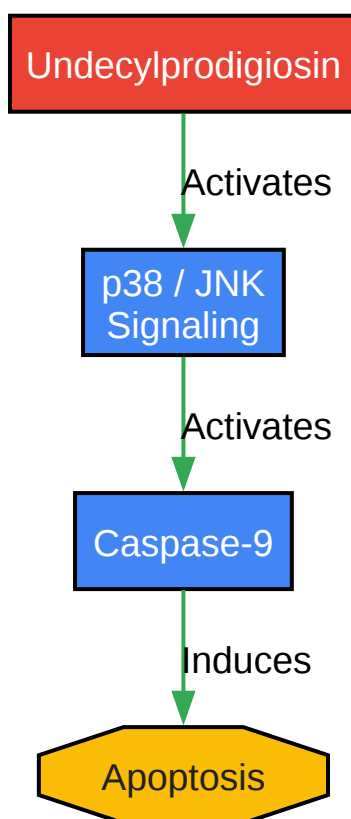 Undecylprodigiosin
Activates
p38 / JNK
Signaling
Activates
Caspase-9
Induces
Apoptosis